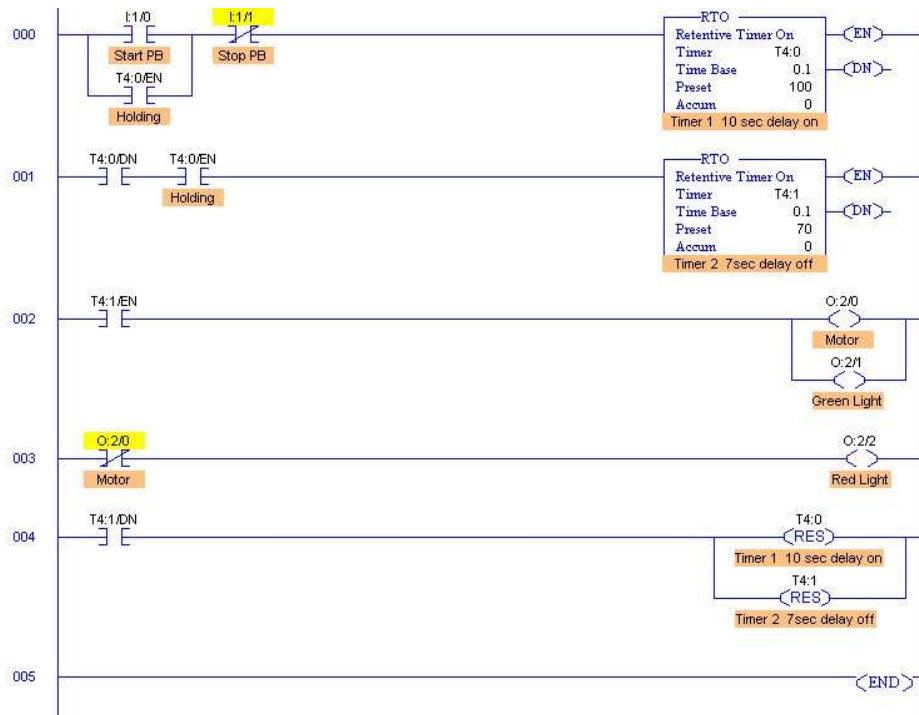 I:1/0 I:1/1 RTO
000 Retentive Timer On (EN)
Start PB Stop PB Timer T4:0
T4:0/EN Time Base 0.1 (DN)
Preset 100
Holding Accum 0
Timer 1 10 sec delay on
T4:0/DN T4:0/EN RTO
001 Retentive Timer On (EN)
Holding Timer T4:1
Time Base 0.1 (DN)
Preset 70
Accum 0
Timer 2 7sec delay off
T4:1/EN O:2/0
002
Motor
O:2/1
Green Light
O:2/0 O:2/2
003
Motor Red Light
T4:1/DN T4:0
004 (RES)
Timer 1 10 sec delay on
T4:1
(RES)
Timer 2 7sec delay off
005 (END)